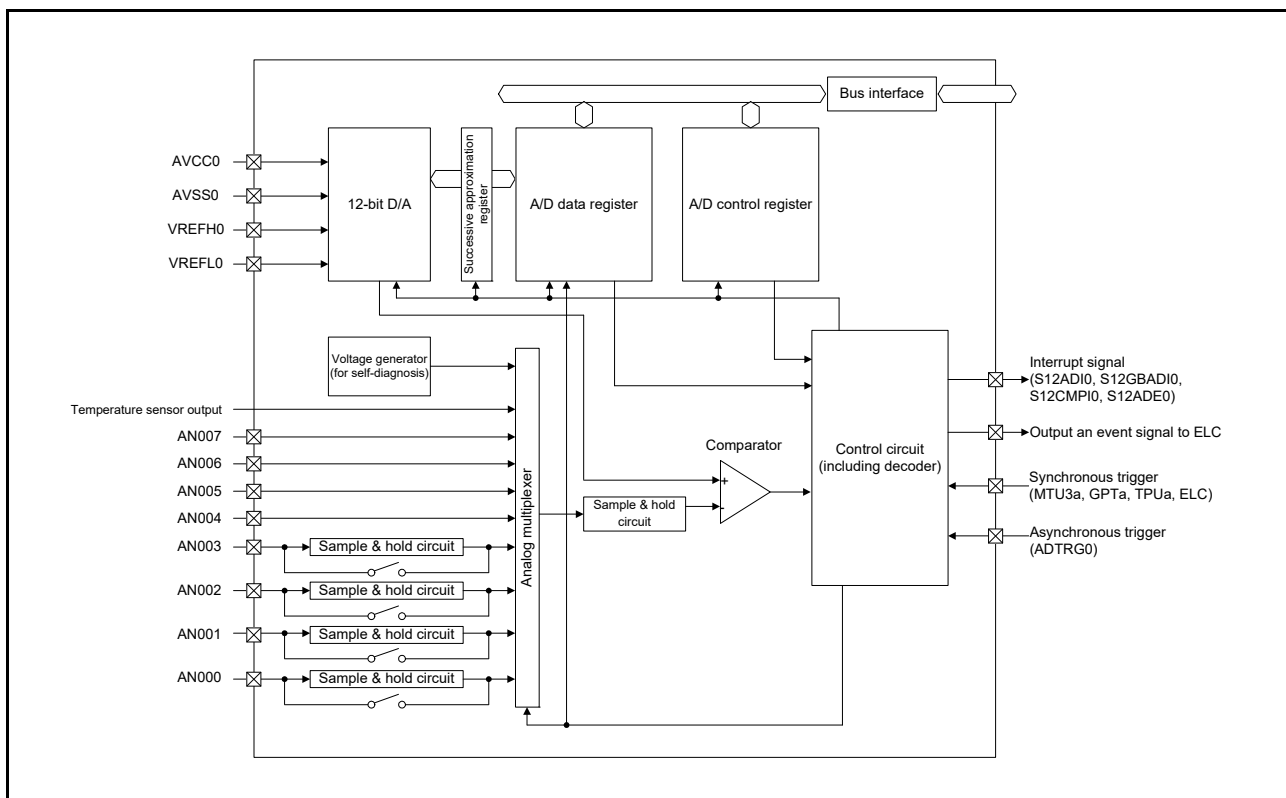 Bus interface
AVCC0
AVSS0
VREFH0
VREFL0
12-bit D/A
Successive approximation
register
A/D data register
A/D control register
Voltage generator
(for self-diagnosis)
Temperature sensor output
AN007
AN006
AN005
AN004
AN003
AN002
AN001
AN000
Sample & hold circuit
Sample & hold circuit
Sample & hold circuit
Sample & hold circuit
Analog multiplexer
Sample & hold
circuit
Comparator
+
-
Control circuit
(including decoder)
Interrupt signal
(S12ADI0, S12GBADI0,
S12CMPI0, S12ADE0)
Output an event signal to ELC
Synchronous trigger
(MTU3a, GPTa, TPUa, ELC)
Asynchronous trigger
(ADTRG0)